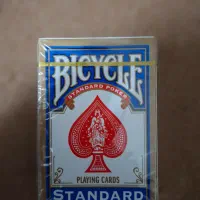 BICYCLE
STANDARD POKER
PLAYING CARDS
STANDARD